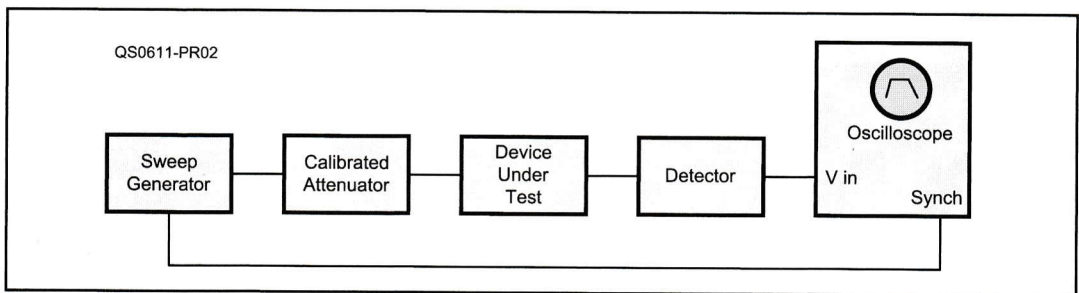 QS0611-PR02
Sweep
Generator
Calibrated
Attenuator
Device
Under
Test
Detector
Oscilloscope
V in
Synch